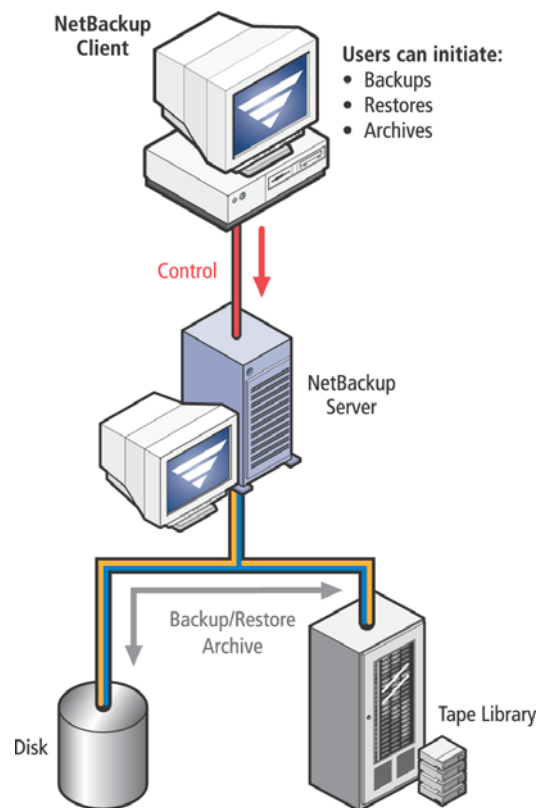 NetBackup
Client
Users can initiate:
• Backups
• Restores
• Archives
Control
NetBackup
Server
Backup/Restore
Archive
Disk
Tape Library